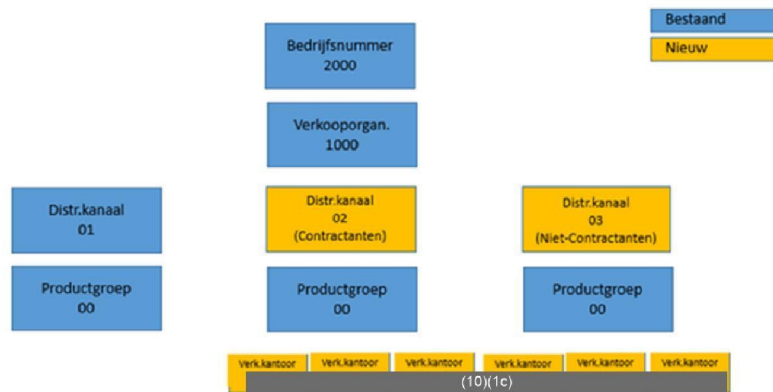 Bestaand
Nieuw
Bedrijfsnummer
2000
Verkooporgan.
1000
Distr.kanaal
01
Distr.kanaal
02
(Contractanten)
Distr.kanaal
03
(Niet-Contractanten)
Productgroep
00
Productgroep
00
Productgroep
00
Verk.kantoor
Verk.kantoor
Verk.kantoor
Verk.kantoor
Verk.kantoor
Verk.kantoor
(10)(1c)